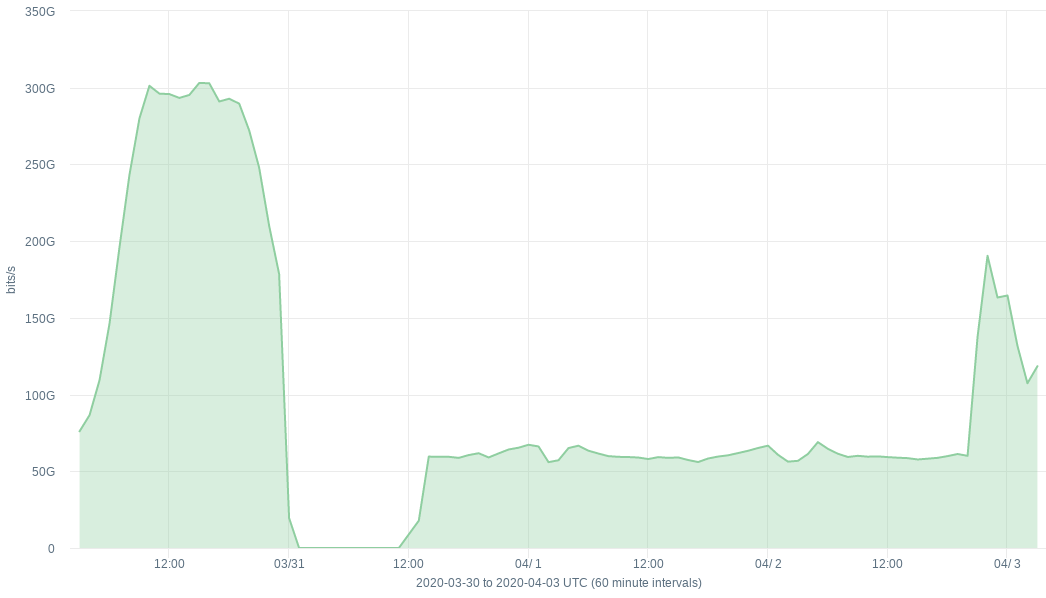 350G
300G
250G
200G
150G
100G
50G
0
bits/s
12:00 03/31 12:00 04/ 1 12:00 04/ 2 12:00 04/ 3
2020-03-30 to 2020-04-03 UTC (60 minute intervals)